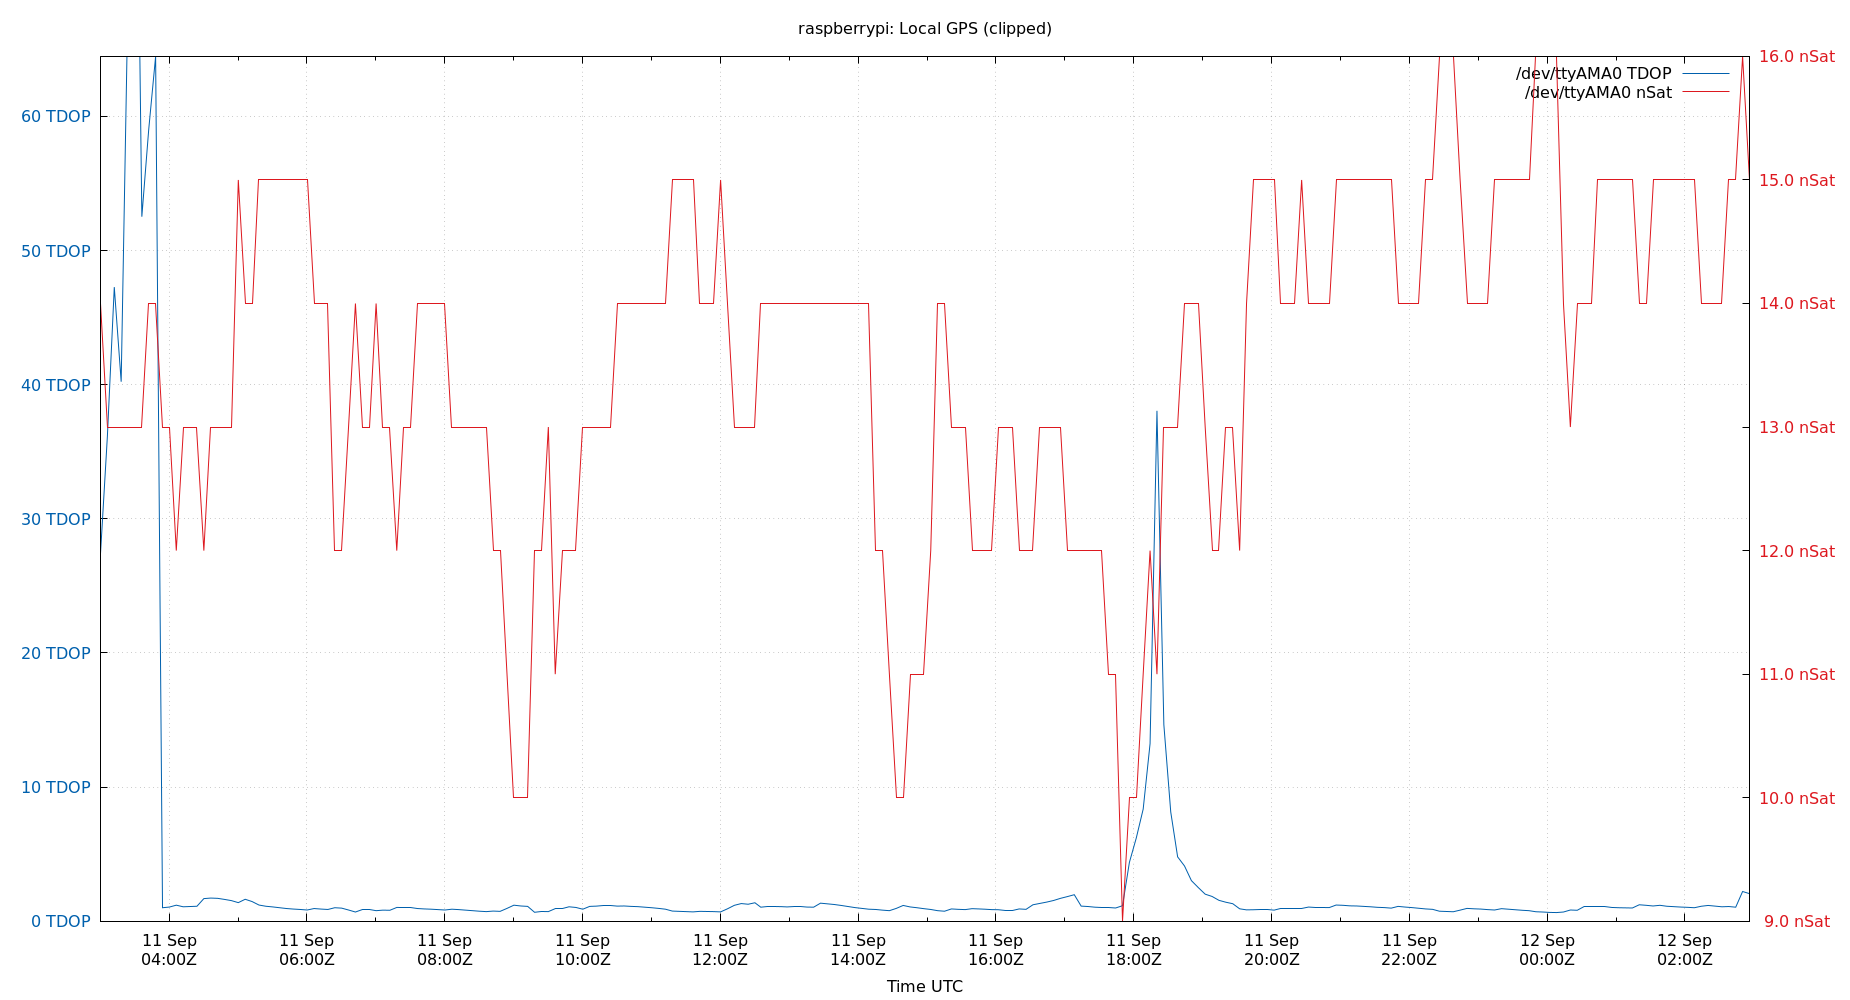 raspberrypi: Local GPS (clipped)
/dev/ttyAMA0 TDOP
/dev/ttyAMA0 nSat
60 TDOP
50 TDOP
40 TDOP
30 TDOP
20 TDOP
10 TDOP
0 TDOP
16.0 nSat
15.0 nSat
14.0 nSat
13.0 nSat
12.0 nSat
11.0 nSat
10.0 nSat
9.0 nSat
11 Sep
04:00Z
11 Sep
06:00Z
11 Sep
08:00Z
11 Sep
10:00Z
11 Sep
12:00Z
11 Sep
14:00Z
11 Sep
16:00Z
11 Sep
18:00Z
11 Sep
20:00Z
11 Sep
22:00Z
12 Sep
00:00Z
12 Sep
02:00Z
Time UTC